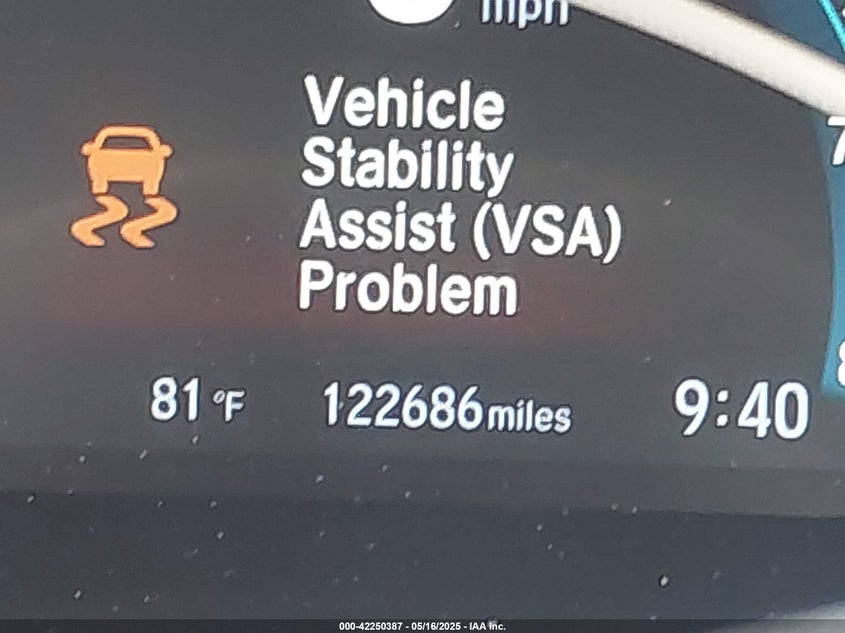 mph
Vehicle
Stability
Assist (VSA)
Problem
81 °F 122686 miles 9:40
000-42250387 - 05/16/2025 - IAA Inc.